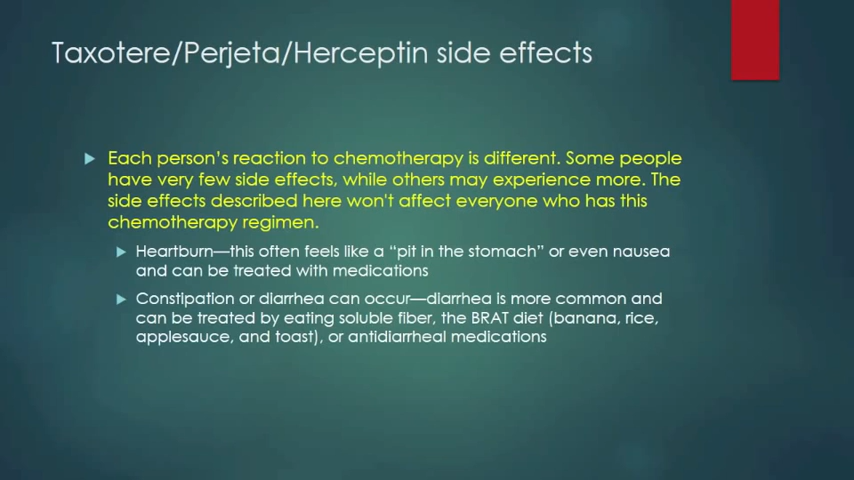 Taxotere/Perjeta/Herceptin side effects
Each person's reaction to chemotherapy is different. Some people
have very few side effects, while others may experience more. The
side effects described here won't affect everyone who has this
chemotherapy regimen.
Heartburn—this often feels like a “pit in the stomach” or even nausea
and can be treated with medications
Constipation or diarrhea can occur—diarrhea is more common and
can be treated by eating soluble fiber, the BRAT diet (banana, rice,
applesauce, and toast), or antidiarrheal medications